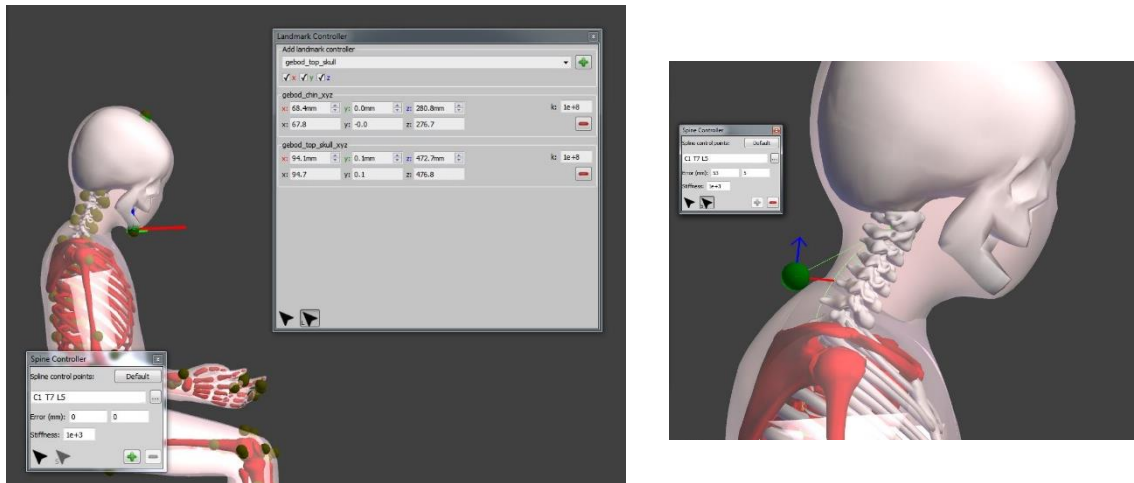 Landmark Controller
Add landmark controller
gebod_top_skull
x y z
gebod_chin_xyz
x: 68.4mm y: 0.0mm z: 280.8mm k: 1e+8
x: 67.8 y: -0.0 z: 276.7
gebod_top_skull_xyz
x: 94.1mm y: 0.1mm z: 472.7mm k: 1e+8
x: 94.7 y: 0.1 z: 476.8
Spine Controller
Spline control points: Default
C1 T7 L5 ...
Error (mm): 0 0
Stiffness: 1e+3
Spine Controller
Spline control points: Default
C1 T7 L5 ...
Error (mm): 5
Stiffness: 1e+3